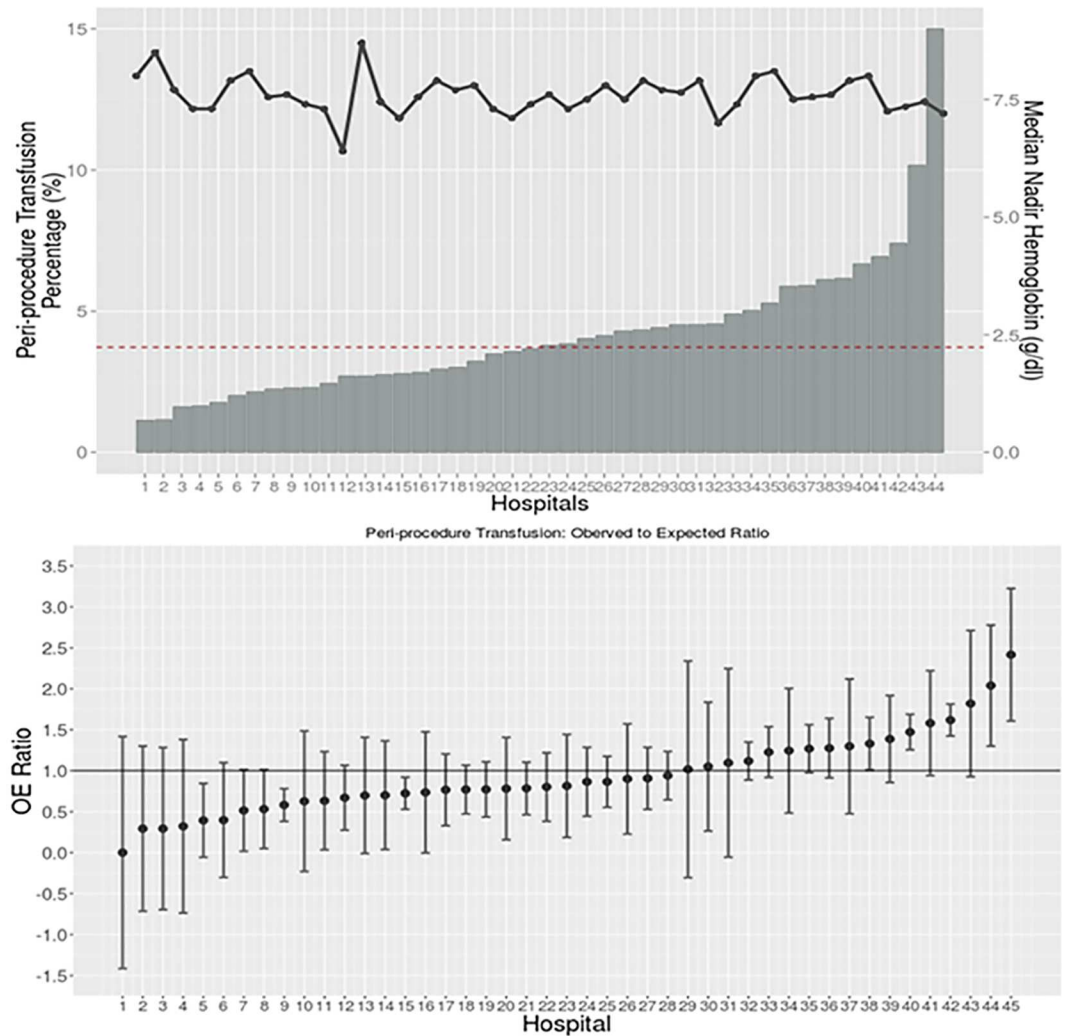 15
10
5
0
7.5
5.0
2.5
0.0
Peri-procedure Transfusion
Percentage (%)
Median Nadir Hemoglobin (g/dl)
1 2 3 4 5 6 7 8 9 10 11 12 13 14 15 16 17 18 19 20 21 22 23 24 25 26 27 28 29 30 31 32 33 34 35 36 37 38 39 40 41 42 43 44
Hospitals
Peri-procedure Transfusion: Oberved to Expected Ratio
3.5
3.0
2.5
2.0
1.5
1.0
0.5
0.0
-0.5
-1.0
-1.5
OE Ratio
1 2 3 4 5 6 7 8 9 10 11 12 13 14 15 16 17 18 19 20 21 22 23 24 25 26 27 28 29 30 31 32 33 34 35 36 37 38 39 40 41 42 43 44 45
Hospital